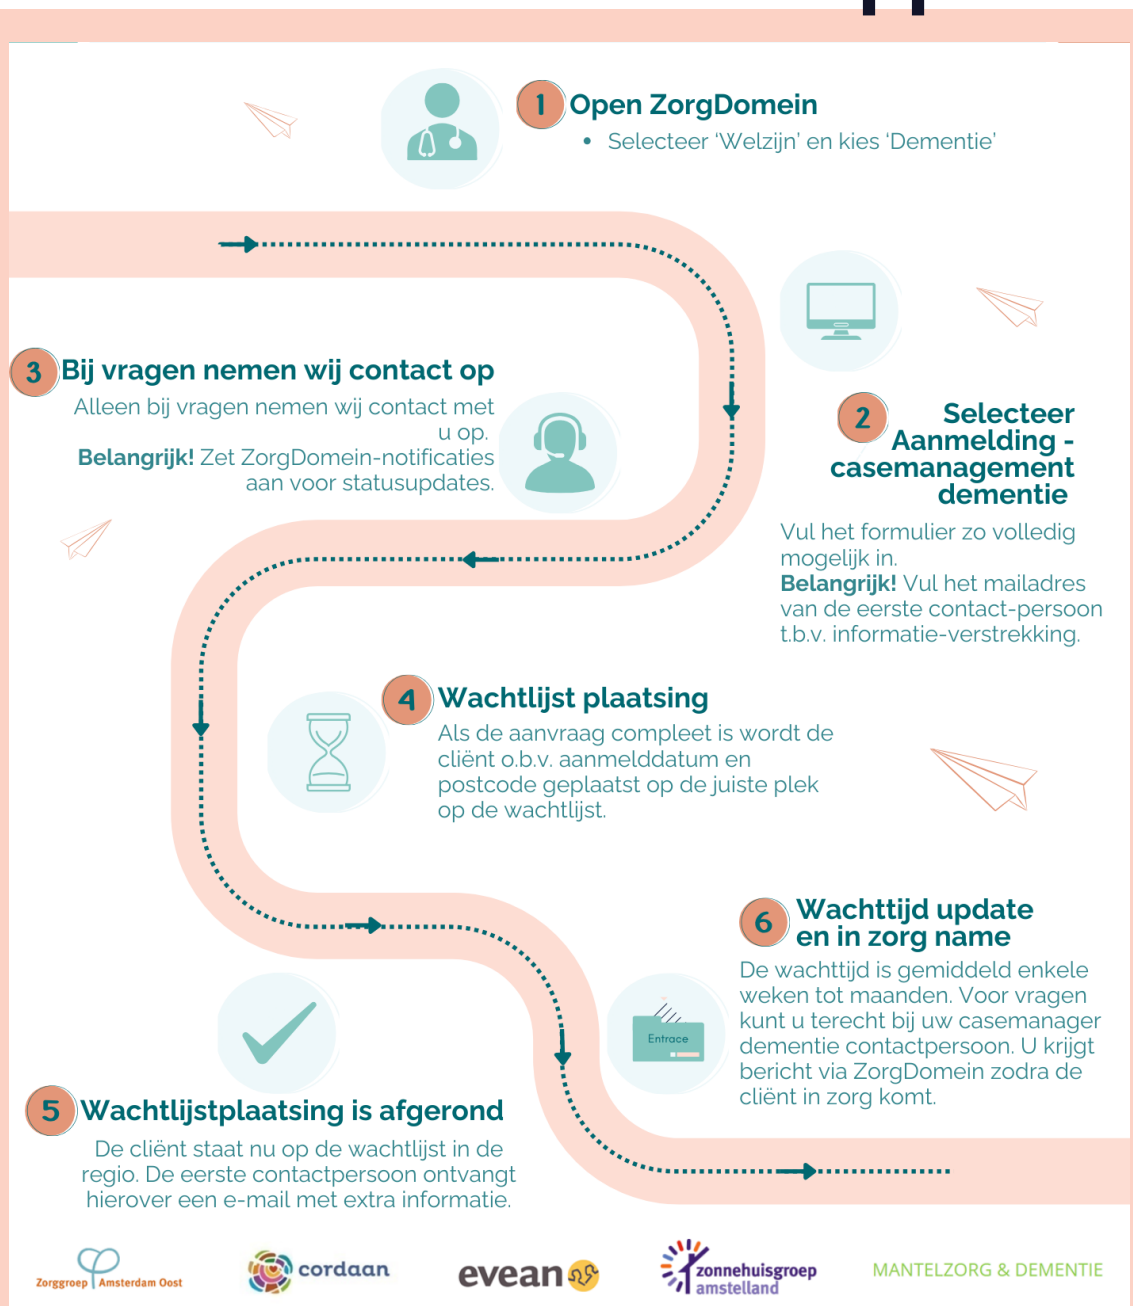 1 Open ZorgDomein
• Selecteer ‘Welzijn’ en kies ‘Dementie’
2 Selecteer
Aanmelding -
casemanagement
dementie
Vul het formulier zo volledig
mogelijk in.
Belangrijk! Vul het mailadres
van de eerste contact-persoon
t.b.v. informatie-verstrekking.
3 Bij vragen nemen wij contact op
Alleen bij vragen nemen wij contact met
u op.
Belangrijk! Zet ZorgDomein-notificaties
aan voor statusupdates.
4 Wachtlijst plaatsing
Als de aanvraag compleet is wordt de
cliënt o.b.v. aanmelddatum en
postcode geplaatst op de juiste plek
op de wachtlijst.
5 Wachtlijstplaatsing is afgerond
De cliënt staat nu op de wachtlijst in de
regio. De eerste contactpersoon ontvangt
hierover een e-mail met extra informatie.
6 Wachttijd update
en in zorg name
De wachttijd is gemiddeld enkele
weken tot maanden. Voor vragen
kunt u terecht bij uw casemanager
dementie contactpersoon. U krijgt
bericht via ZorgDomein zodra de
cliënt in zorg komt.
Entrace
Zorggroep Amsterdam Oost
cordaan
evean
zonnehuisgroep
amstelland
MANTELZORG & DEMENTIE